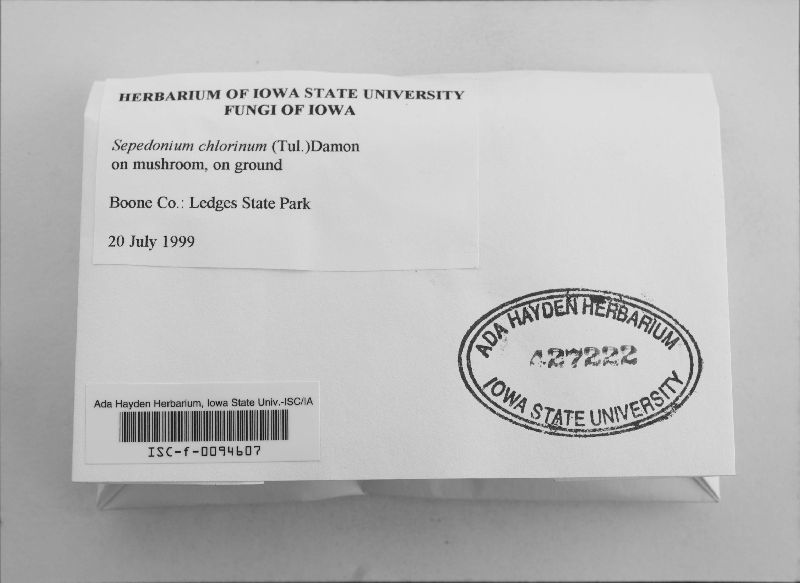 HERBARIUM OF IOWA STATE UNIVERSITY
FUNGI OF IOWA
Sepedonium chlorinum (Tul.)Damon
on mushroom, on ground
Boone Co.: Ledges State Park
20 July 1999
ADA HAYDEN HERBARIUM
427222
IOWA STATE UNIVERSITY
Ada Hayden Herbarium, Iowa State Univ.-ISC/IA
ISC-f-0094607